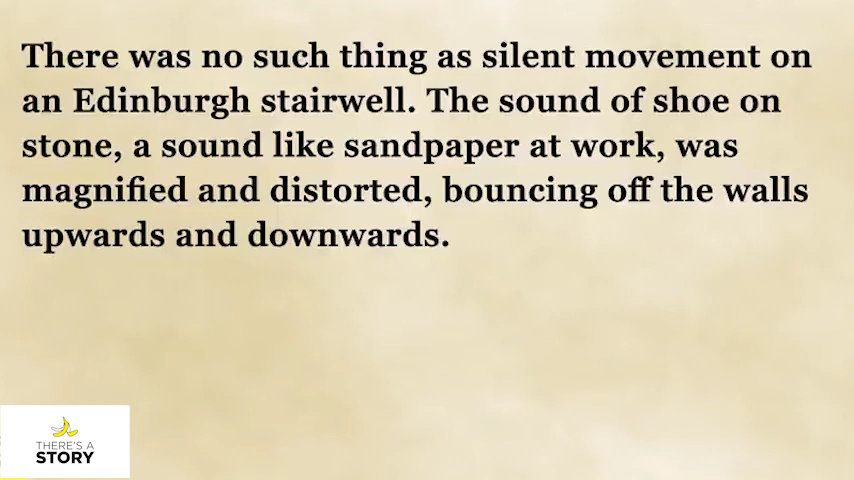 There was no such thing as silent movement on
an Edinburgh stairwell. The sound of shoe on
stone, a sound like sandpaper at work, was
magnified and distorted, bouncing off the walls
upwards and downwards.
THERE'S A
STORY